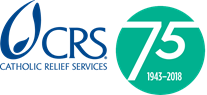 CRS
CATHOLIC RELIEF SERVICES
75
1943–2018